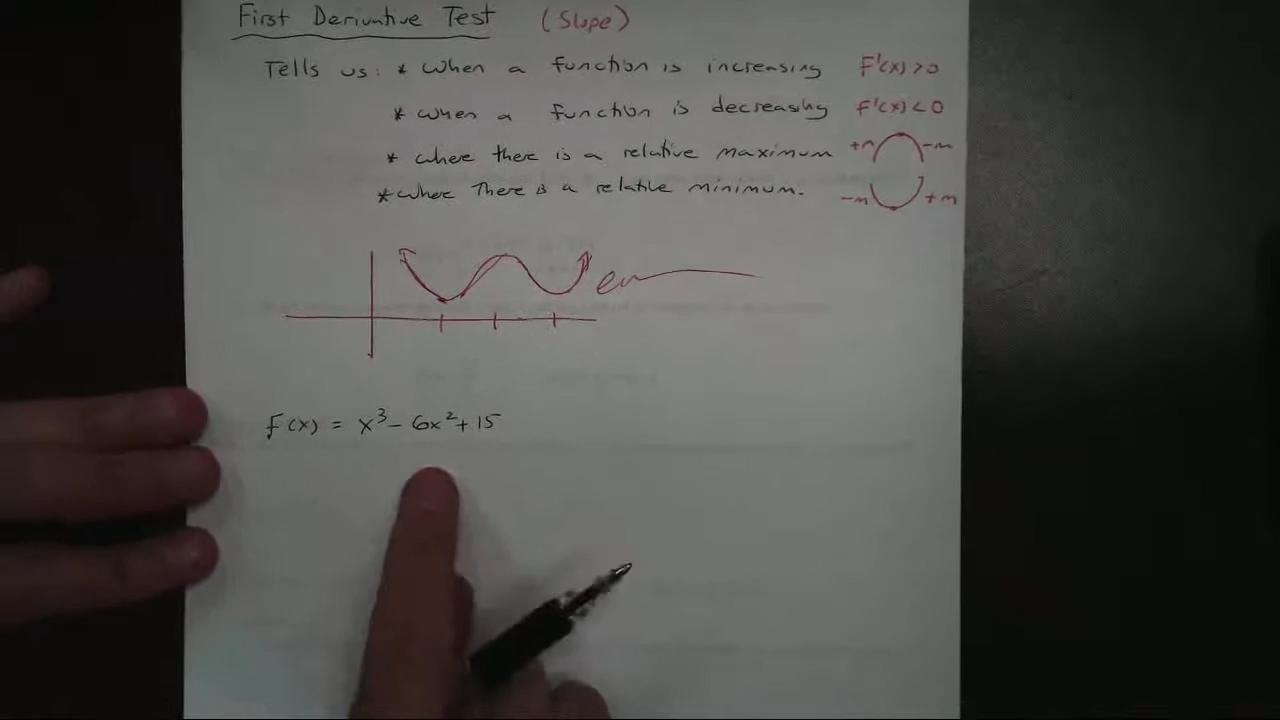 First Derivative Test (Slope)
Tells us: * When a function is increasing F'(x) > 0
* when a function is decreasing F'(x) < 0
* where there is a relative maximum +m -m
* where There is a relative minimum. -m +m
f(x) = x³ - 6x² + 15